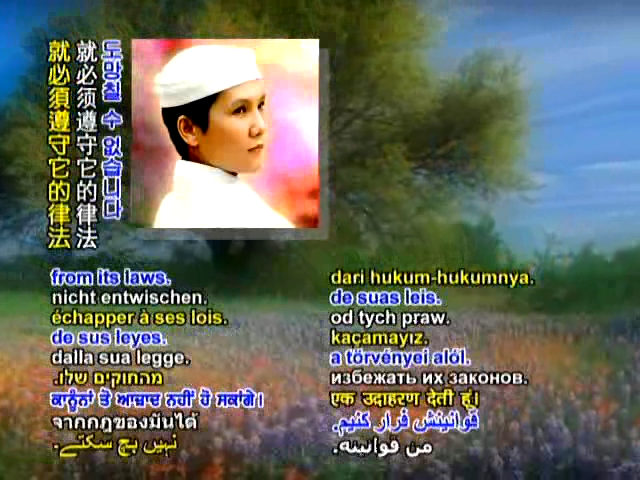 就必須遵守它的律法
就必须遵守它的律法
도망칠 수 없습니다
from its laws.
nicht entwischen.
échapper à ses lois.
de sus leyes.
dalla sua legge.
מהחוקים שלו.
ਕਾਨੂੰਨਾਂ ਤੋ ਆਜ਼ਾਦ ਨਹੀਂ ਹੋ ਸਕਾਂਗੇ।
จากกฎของมันได้
نہیں بچ سکتے.
dari hukum-hukumnya.
de suas leis.
od tych praw.
kaçamayız.
a törvényei alól.
избежать их законов.
एक उदाहरण देती हूं।
قوانینش فرار کنیم.
من قوانينه.